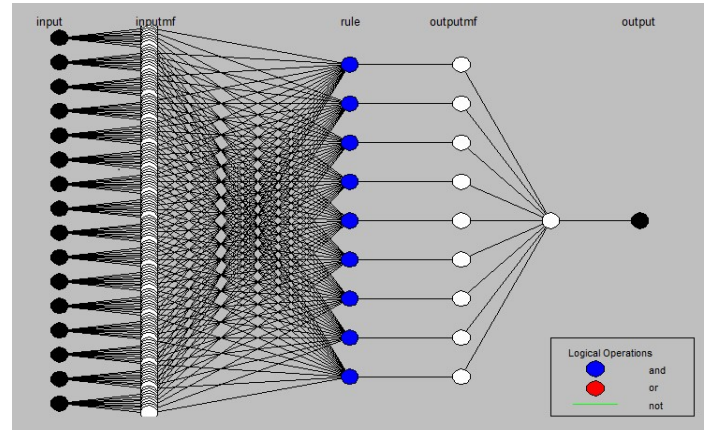 input inputmf rule outputmf output
Logical Operations
and
or
not